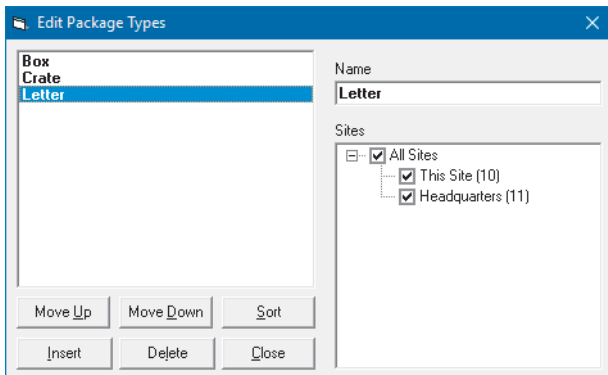 Edit Package Types
Box
Crate
Letter
Move Up
Move Down
Sort
Insert
Delete
Close
Name
Letter
Sites
All Sites
This Site (10)
Headquarters (11)